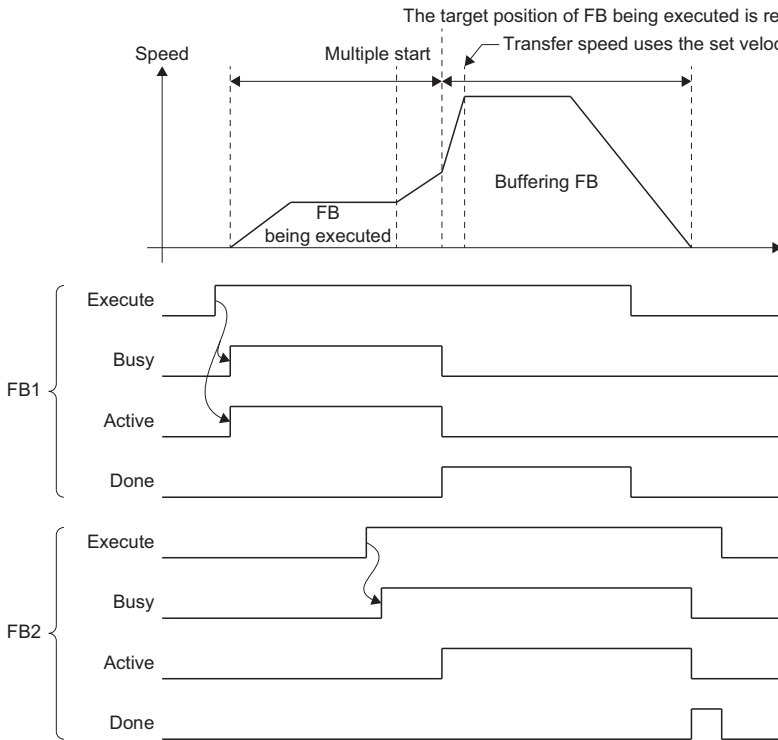 The target position of FB being executed is re
Transfer speed uses the set veloc
Speed
Multiple start
Buffering FB
FB
being executed
FB1
Execute
Busy
Active
Done
FB2
Execute
Busy
Active
Done